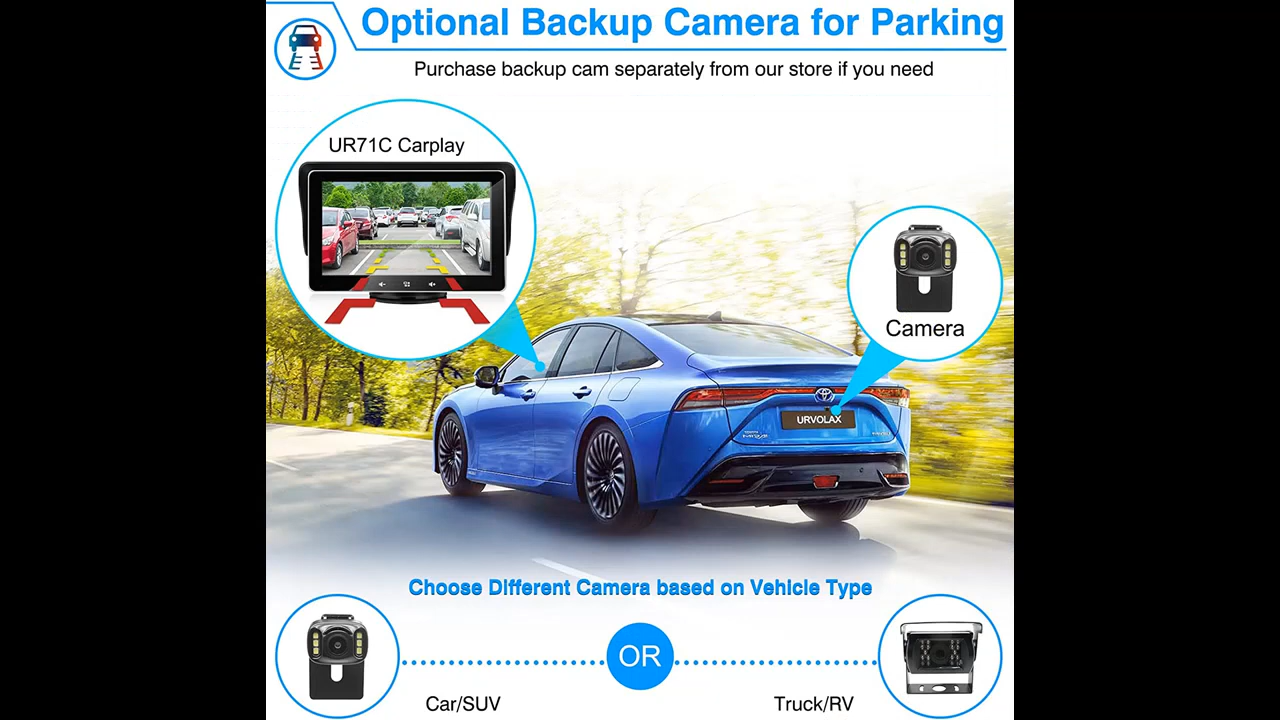 Optional Backup Camera for Parking
Purchase backup cam separately from our store if you need
UR71C Carplay
Camera
URVOLAX
Choose Different Camera based on Vehicle Type
OR
Car/SUV
Truck/RV